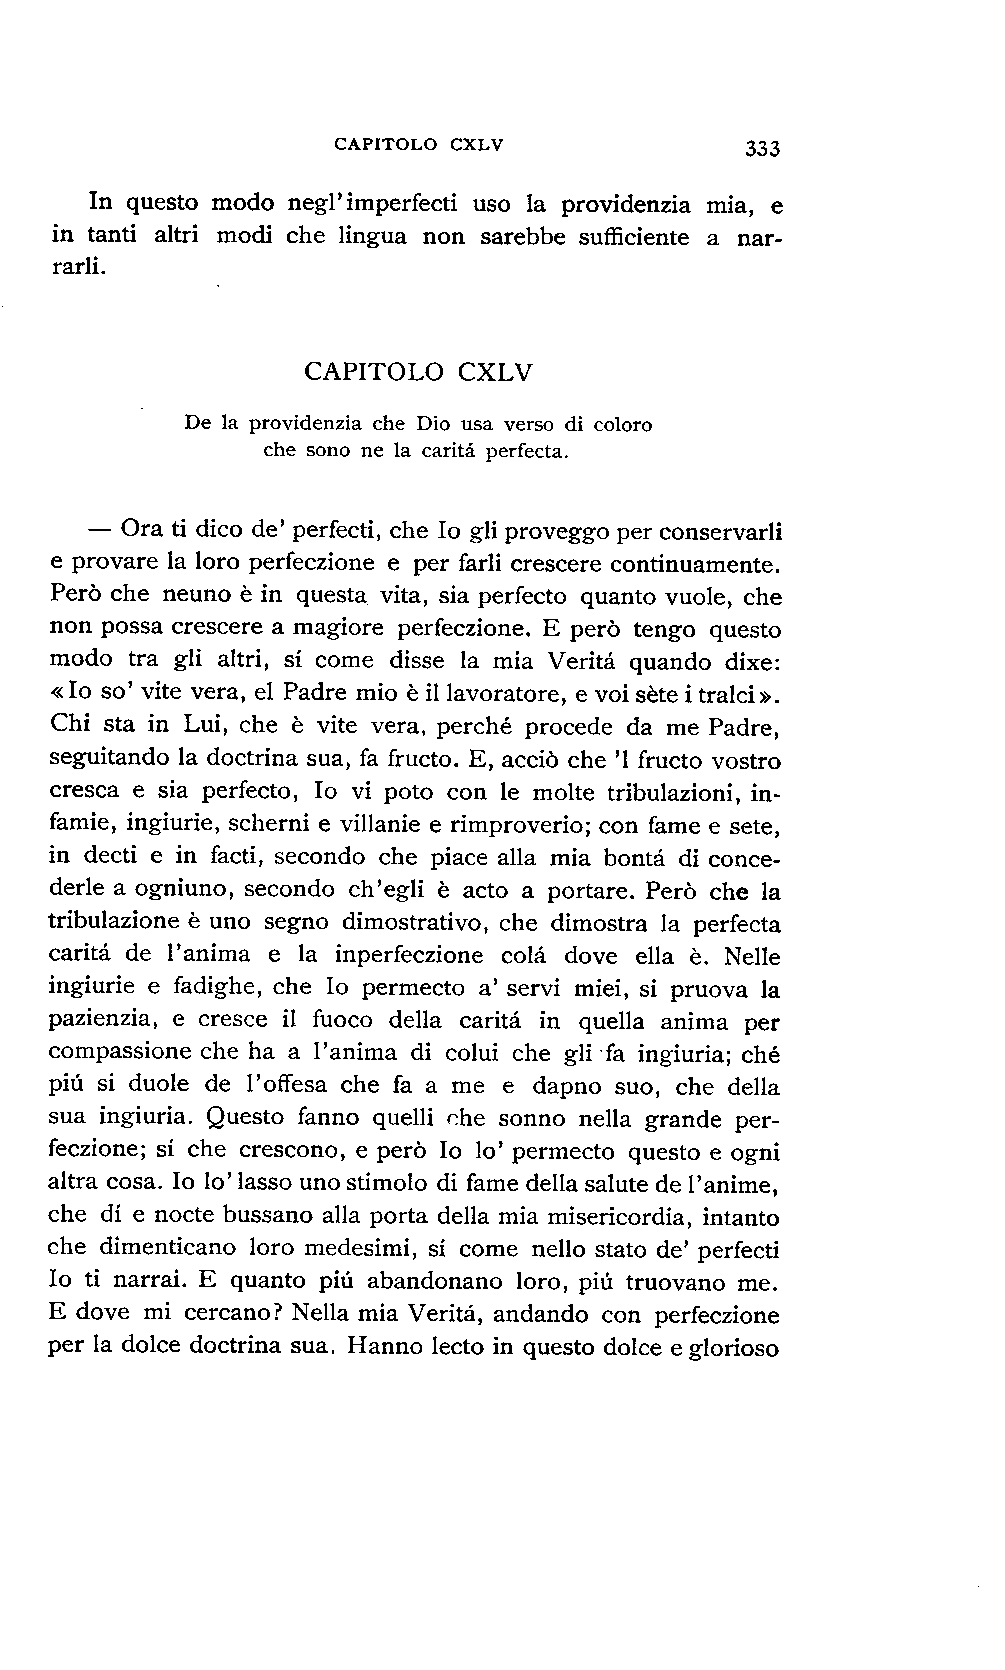 CAPITOLO CXLV 333
In questo modo negl'imperfecti uso la providenzia mia, e
in tanti altri modi che lingua non sarebbe sufficiente a nar-
rarli.
CAPITOLO CXLV
De la providenzia che Dio usa verso di coloro
che sono ne la caritá perfecta.
— Ora ti dico de' perfecti, che Io gli proveggo per conservarli
e provare la loro perfeczione e per farli crescere continuamente.
Però che neuno è in questa vita, sia perfecto quanto vuole, che
non possa crescere a magiore perfeczione. E però tengo questo
modo tra gli altri, sí come disse la mia Veritá quando dixe:
«Io so' vite vera, el Padre mio è il lavoratore, e voi sète i tralci».
Chi sta in Lui, che è vite vera, perché procede da me Padre,
seguitando la doctrina sua, fa fructo. E, acciò che 'l fructo vostro
cresca e sia perfecto, Io vi poto con le molte tribulazioni, in-
famie, ingiurie, scherni e villanie e rimproverio; con fame e sete,
in decti e in facti, secondo che piace alla mia bontá di conce-
derle a ogniuno, secondo ch'egli è acto a portare. Però che la
tribulazione è uno segno dimostrativo, che dimostra la perfecta
caritá de l'anima e la inperfeczione colá dove ella è. Nelle
ingiurie e fadighe, che Io permecto a' servi miei, si pruova la
pazienzia, e cresce il fuoco della caritá in quella anima per
compassione che ha a l'anima di colui che gli fa ingiuria; ché
piú si duole de l'offesa che fa a me e dapno suo, che della
sua ingiuria. Questo fanno quelli che sonno nella grande per-
feczione; sí che crescono, e però Io lo' permecto questo e ogni
altra cosa. Io lo' lasso uno stimolo di fame della salute de l'anime,
che dí e nocte bussano alla porta della mia misericordia, intanto
che dimenticano loro medesimi, sí come nello stato de' perfecti
Io ti narrai. E quanto piú abandonano loro, piú truovano me.
E dove mi cercano? Nella mia Veritá, andando con perfeczione
per la dolce doctrina sua. Hanno lecto in questo dolce e glorioso